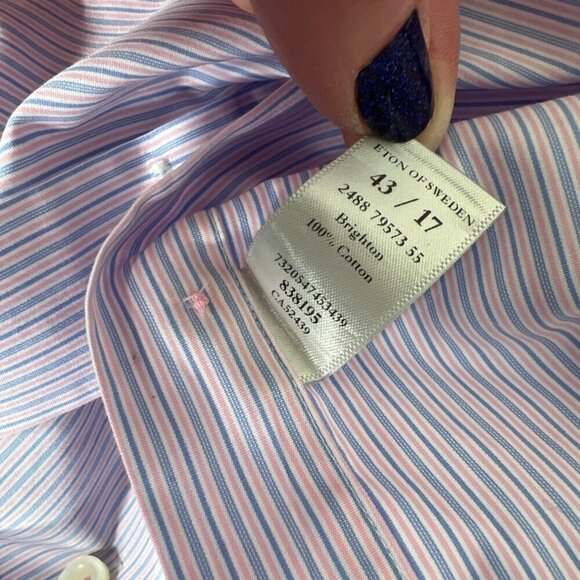 ETON OF SWEDEN
43 / 17
2488 79573 55
Brighton
100% Cotton
7320547453439
838195
CA52439